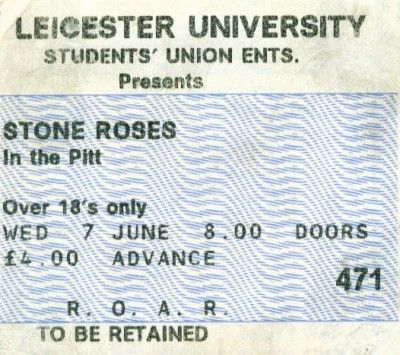 LEICESTER UNIVERSITY
STUDENTS' UNION ENTS.
Presents
STONE ROSES
In the Pitt
Over 18's only
WED 7 JUNE 8.00 DOORS
£4.00 ADVANCE
471
R. O. A. R.
TO BE RETAINED